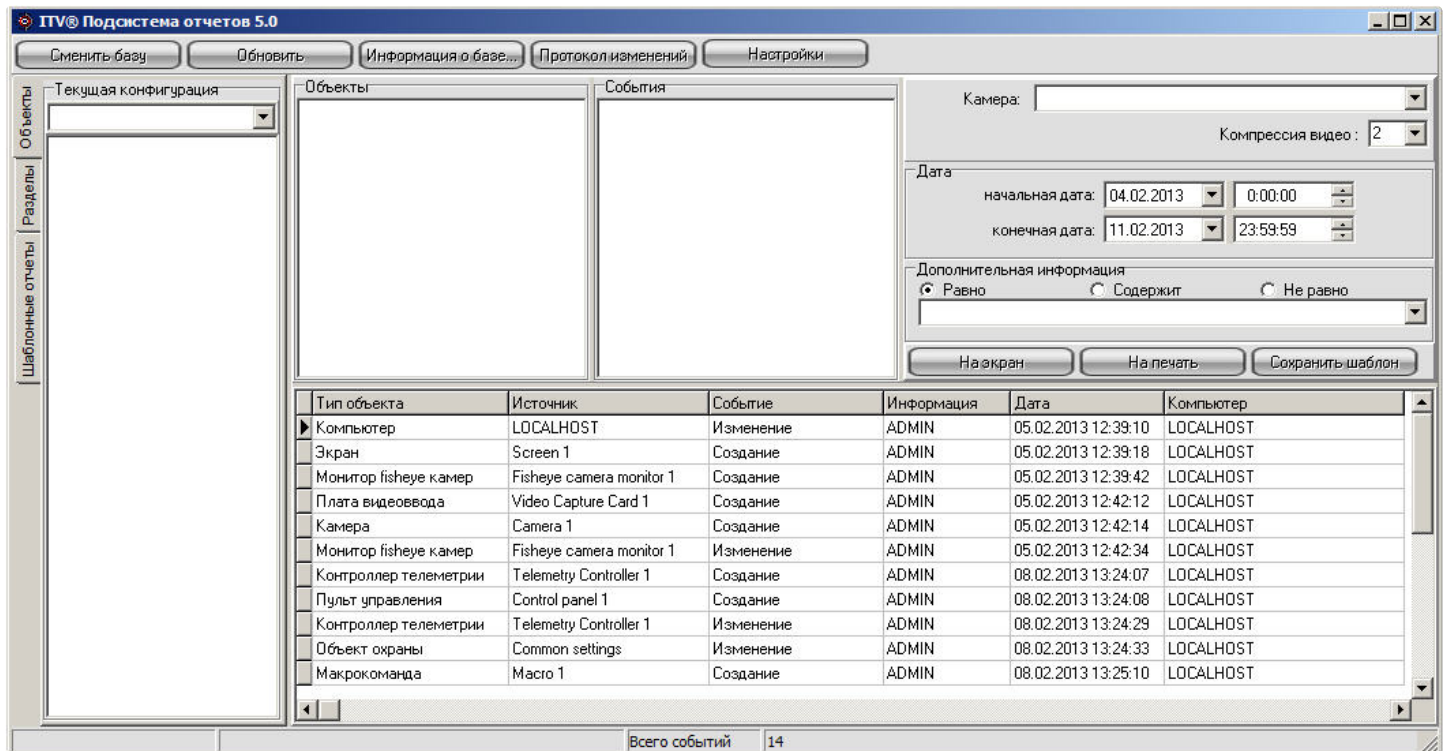 ITV® Подсистема отчетов 5.0
Сменить базу Обновить Информация о базе... Протокол изменений Настройки
Объекты
Разделы
Шаблонные отчеты
Текущая конфигурация
Объекты
События
Камера:
Компрессия видео : 2
Дата
начальная дата: 04.02.2013 0:00:00
конечная дата: 11.02.2013 23:59:59
Дополнительная информация
Равно Содержит Не равно
На экран На печать Сохранить шаблон
Тип объекта Источник Событие Информация Дата Компьютер
Компьютер LOCALHOST Изменение ADMIN 05.02.2013 12:39:10 LOCALHOST
Экран Screen 1 Создание ADMIN 05.02.2013 12:39:18 LOCALHOST
Монитор fisheye камер Fisheye camera monitor 1 Создание ADMIN 05.02.2013 12:39:42 LOCALHOST
Плата видеоввода Video Capture Card 1 Создание ADMIN 05.02.2013 12:42:12 LOCALHOST
Камера Camera 1 Создание ADMIN 05.02.2013 12:42:14 LOCALHOST
Монитор fisheye камер Fisheye camera monitor 1 Изменение ADMIN 05.02.2013 12:42:34 LOCALHOST
Контроллер телеметрии Telemetry Controller 1 Создание ADMIN 08.02.2013 13:24:07 LOCALHOST
Пульт управления Control panel 1 Создание ADMIN 08.02.2013 13:24:08 LOCALHOST
Контроллер телеметрии Telemetry Controller 1 Изменение ADMIN 08.02.2013 13:24:29 LOCALHOST
Объект охраны Common settings Изменение ADMIN 08.02.2013 13:24:33 LOCALHOST
Макрокоманда Macro 1 Создание ADMIN 08.02.2013 13:25:10 LOCALHOST
Всего событий 14